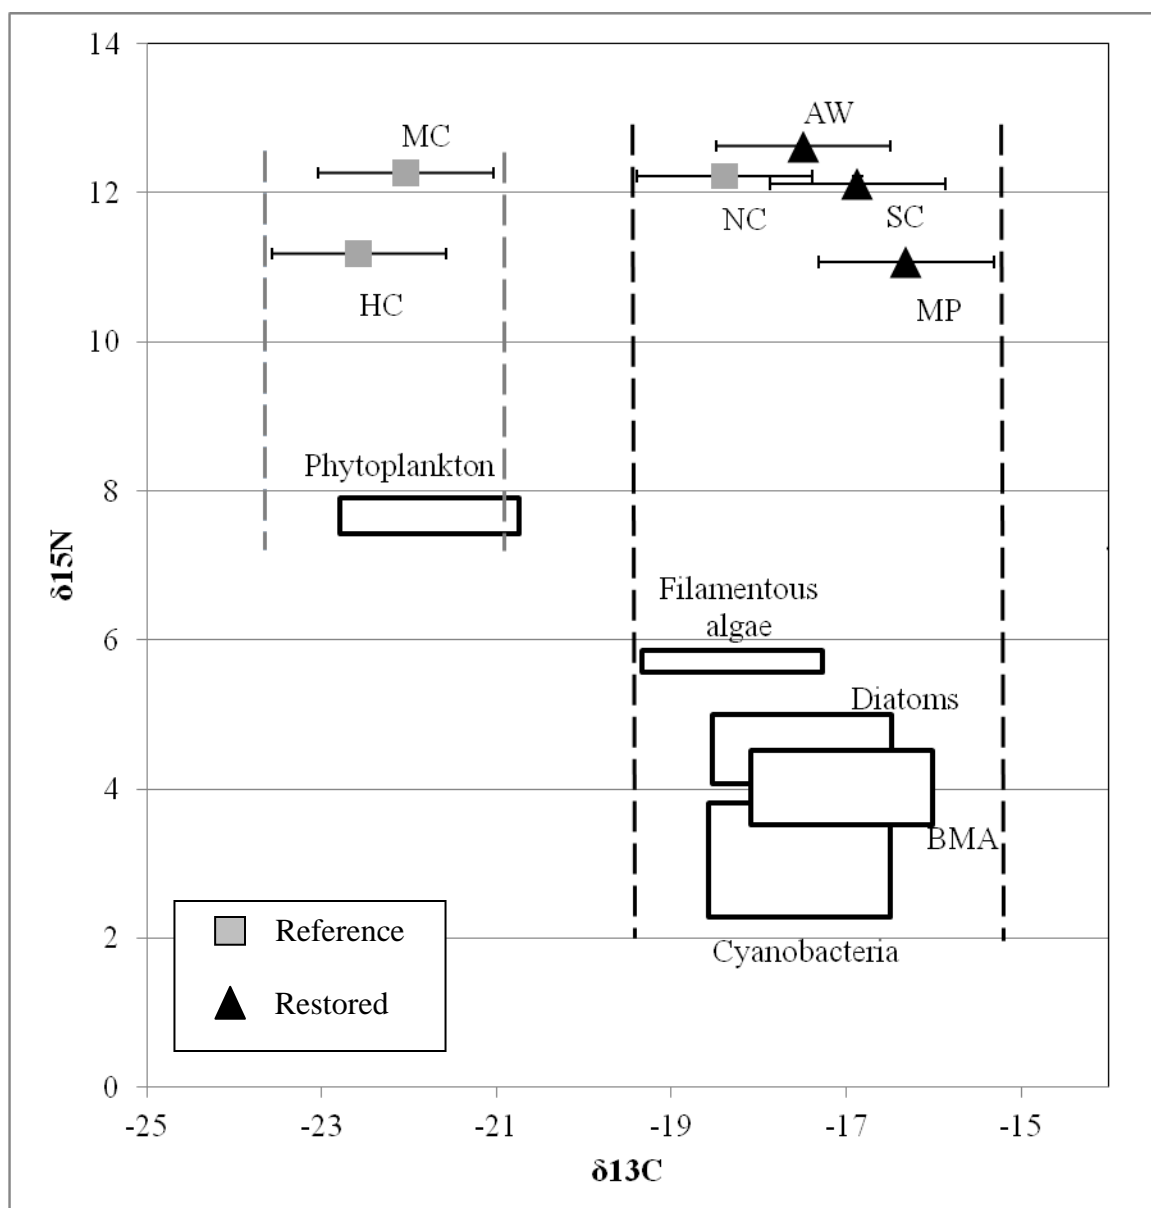 14
AW
MC
12
NC
SC
HC
MP
10
Phytoplankton
8
δ15N
Filamentous
algae
6
Diatoms
4
BMA
Reference
2
Cyanobacteria
Restored
0
-25
-23
-21
-19
-17
-15
δ13C